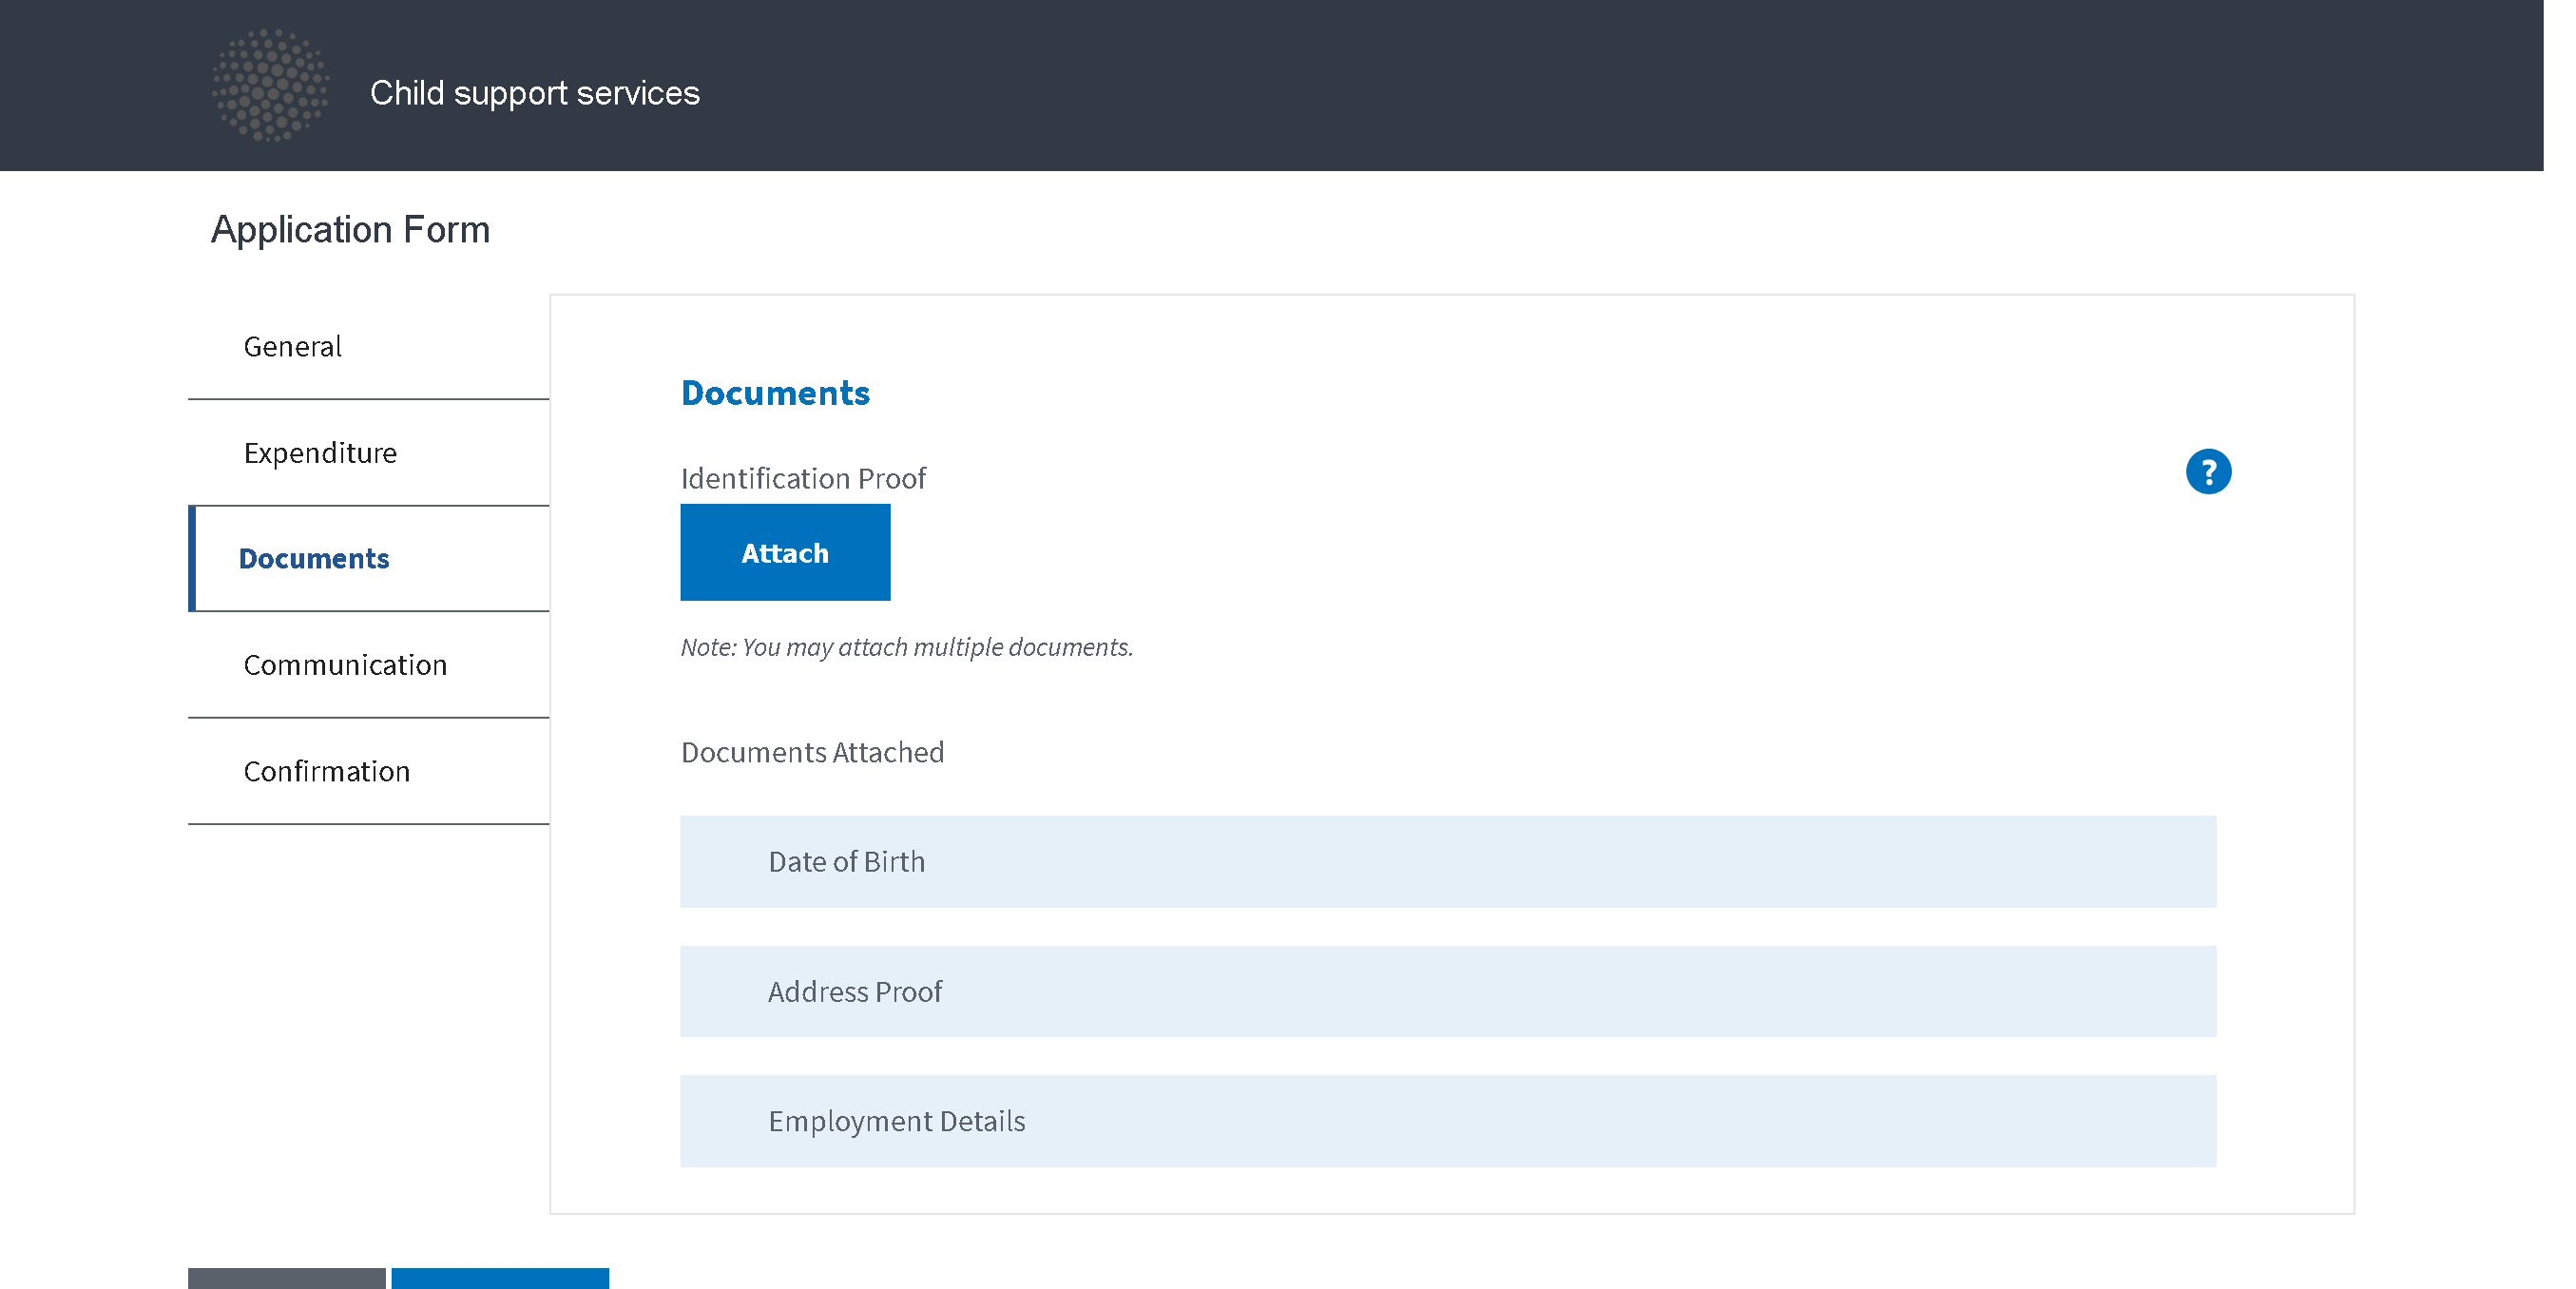 Child support services
Application Form
General
Expenditure
Documents
Communication
Confirmation
Documents
Identification Proof
?
Attach
Note: You may attach multiple documents.
Documents Attached
Date of Birth
Address Proof
Employment Details